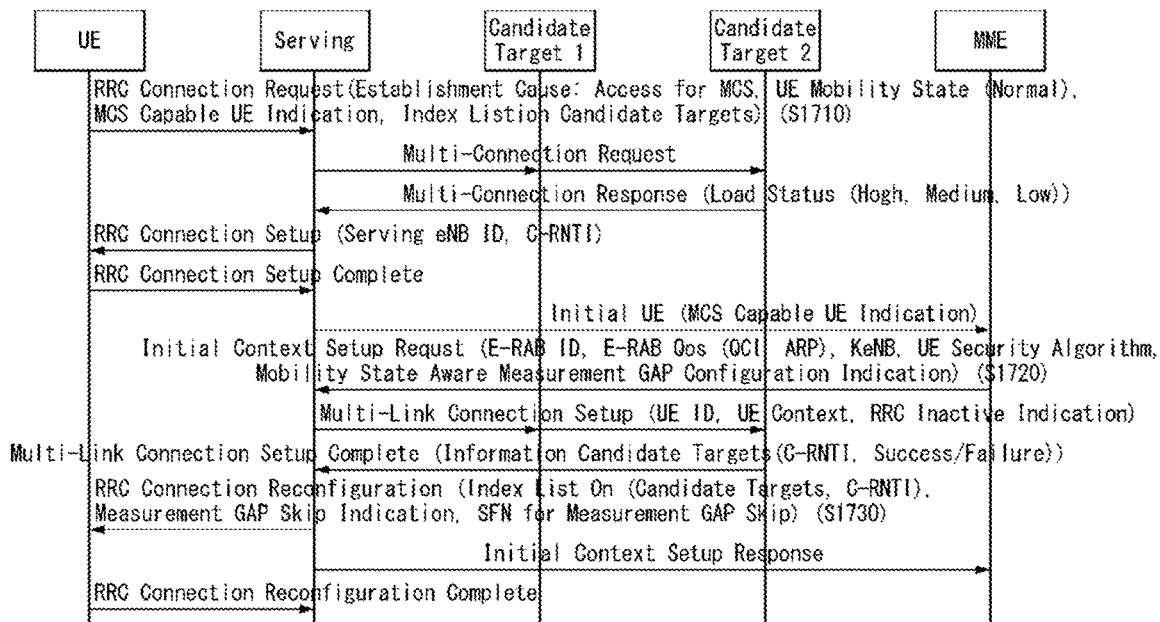 UE
Serving
Candidate
Target 1
Candidate
Target 2
MME
RRC Connection Request(Establishment Cause: Access for MCS, UE Mobility State (Normal),
MCS Capable UE Indication, Index Listion Candidate Targets) (S1710)
Multi-Connection Request
Multi-Connection Response (Load Status (Hogh, Medium, Low))
RRC Connection Setup (Serving eNB ID, C-RNTI)
RRC Connection Setup Complete
Initial UE (MCS Capable UE Indication)
Initial Context Setup Requst (E-RAB ID, E-RAB Qos (QCI, ARP), KeNB, UE Security Algorithm,
Mobility State Aware Measurement GAP Configuration Indication) (S1720)
Multi-Link Connection Setup (UE ID, UE Context, RRC Inactive Indication)
Multi-Link Connection Setup Complete (Information Candidate Targets(C-RNTI, Success/Failure))
RRC Connection Reconfiguration (Index List On (Candidate Targets, C-RNTI),
Measurement GAP Skip Indication, SFN for Measurement GAP Skip) (S1730)
Initial Context Setup Response
RRC Connection Reconfiguration Complete